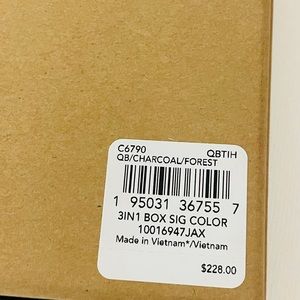 C6790 QBTIH
QB/CHARCOAL/FOREST
1 95031 36755 7
3IN1 BOX SIG COLOR
10016947JAX
Made in Vietnam*/Vietnam
$228.00